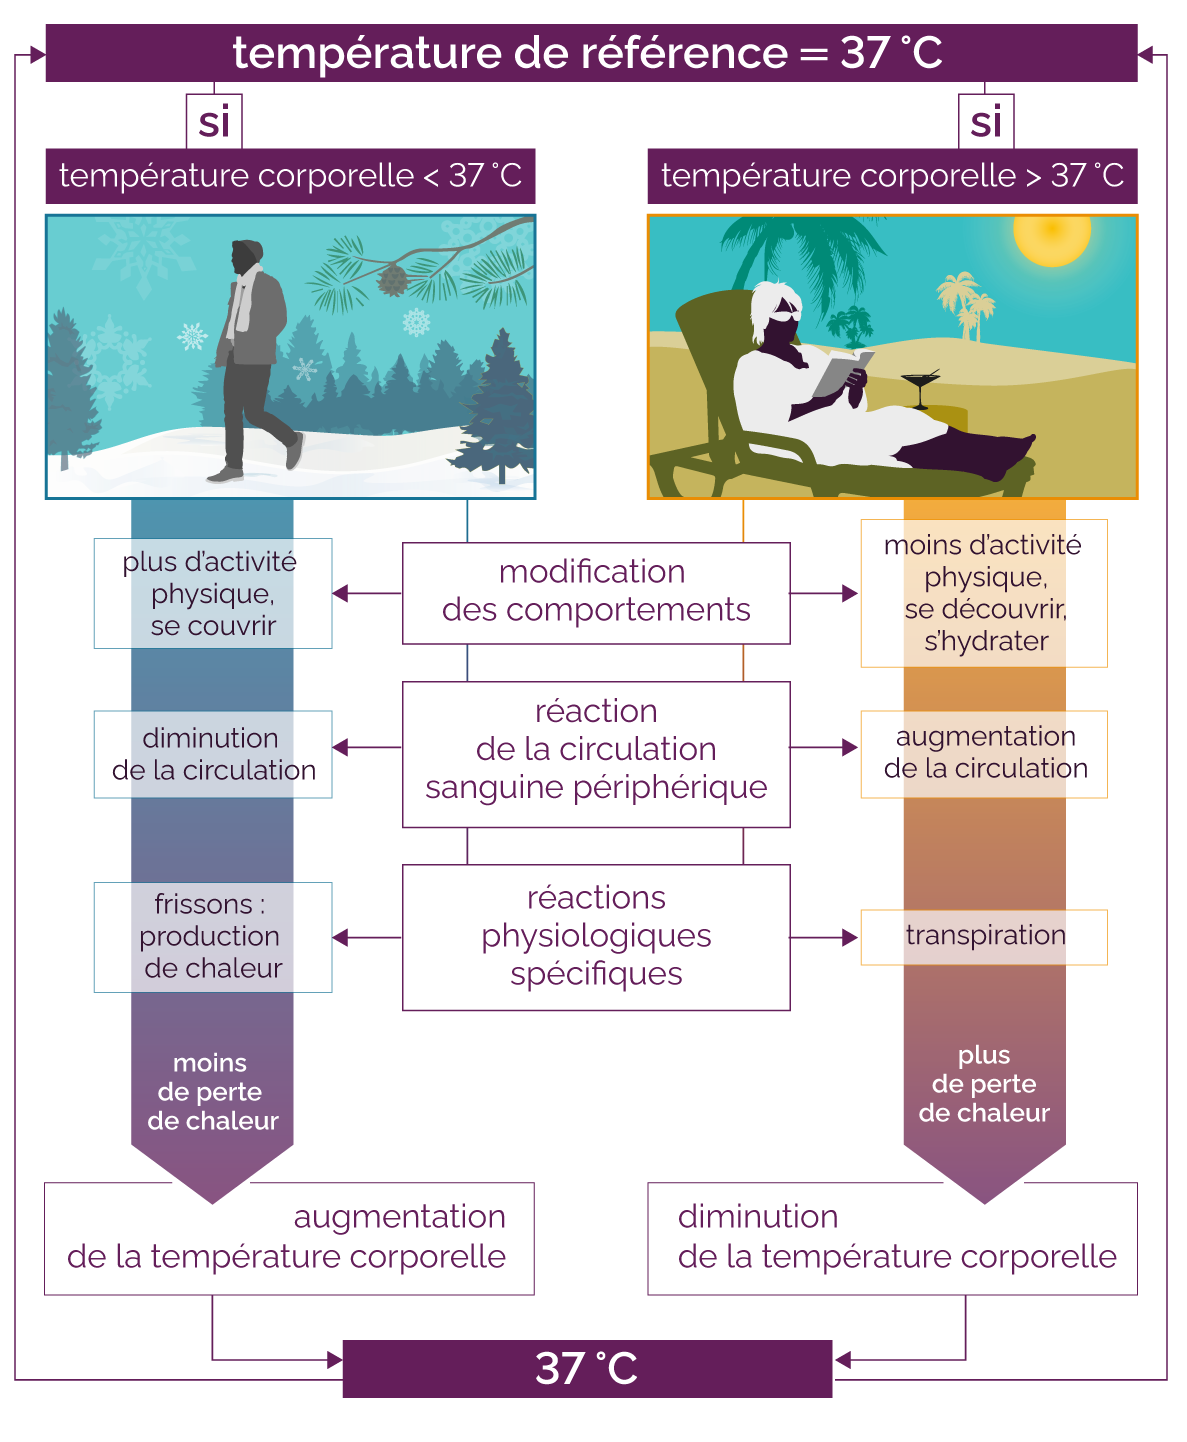 température de référence = 37 °C
si
si
température corporelle < 37 °C
température corporelle > 37 °C
plus d'activité
physique,
se couvrir
modification
des comportements
moins d'activité
physique,
se découvrir,
s'hydrater
diminution
de la circulation
réaction
de la circulation
sanguine périphérique
augmentation
de la circulation
frissons :
production
de chaleur
réactions
physiologiques
spécifiques
transpiration
moins
de perte
de chaleur
plus
de perte
de chaleur
augmentation
de la température corporelle
diminution
de la température corporelle
37 °C